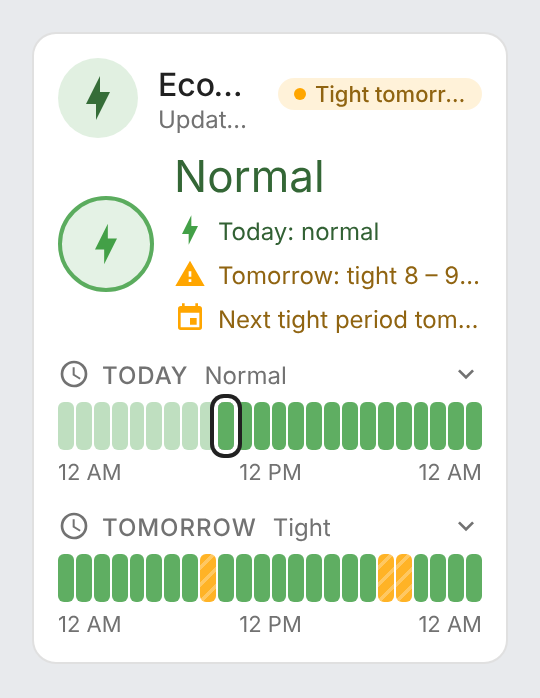 Eco...
Tight tomorr...
Updat...
Normal
Today: normal
Tomorrow: tight 8 – 9...
Next tight period tom...
TODAY Normal
12 AM 12 PM 12 AM
TOMORROW Tight
12 AM 12 PM 12 AM